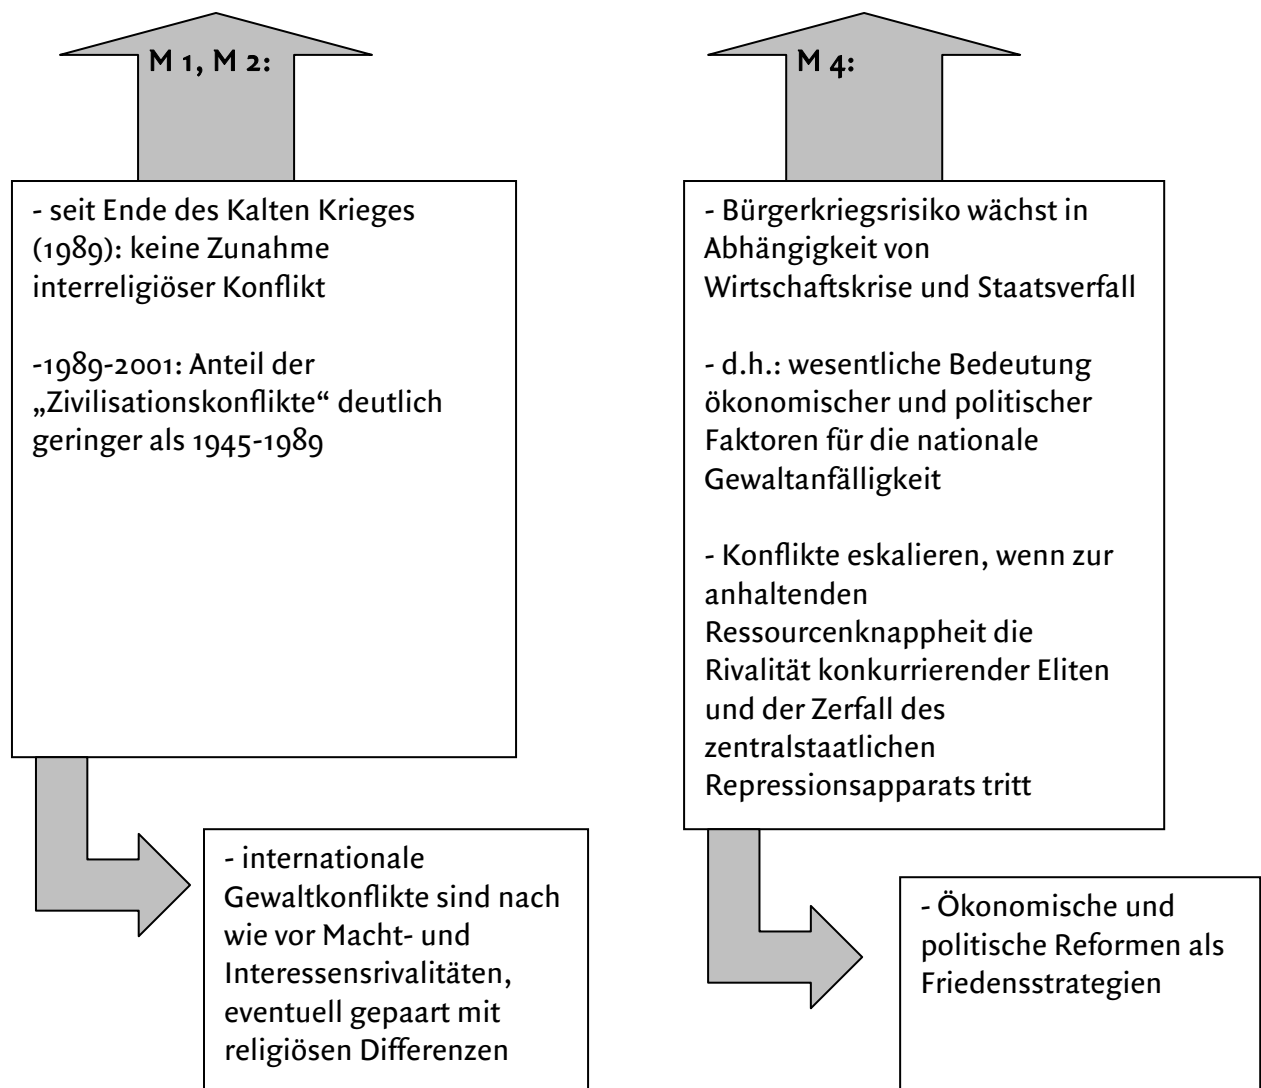 M 1, M 2:
- seit Ende des Kalten Krieges
(1989): keine Zunahme
interreligiöser Konflikt
-1989-2001: Anteil der
„Zivilisationskonflikte“ deutlich
geringer als 1945-1989
- internationale
Gewaltkonflikte sind nach
wie vor Macht- und
Interessensrivalitäten,
eventuell gepaart mit
religiösen Differenzen
M 4:
- Bürgerkriegsrisiko wächst in
Abhängigkeit von
Wirtschaftskrise und Staatsverfall
- d.h.: wesentliche Bedeutung
ökonomischer und politischer
Faktoren für die nationale
Gewaltanfälligkeit
- Konflikte eskalieren, wenn zur
anhaltenden
Ressourcenknappheit die
Rivalität konkurrierender Eliten
und der Zerfall des
zentralstaatlichen
Repressionsapparats tritt
- Ökonomische und
politische Reformen als
Friedensstrategien